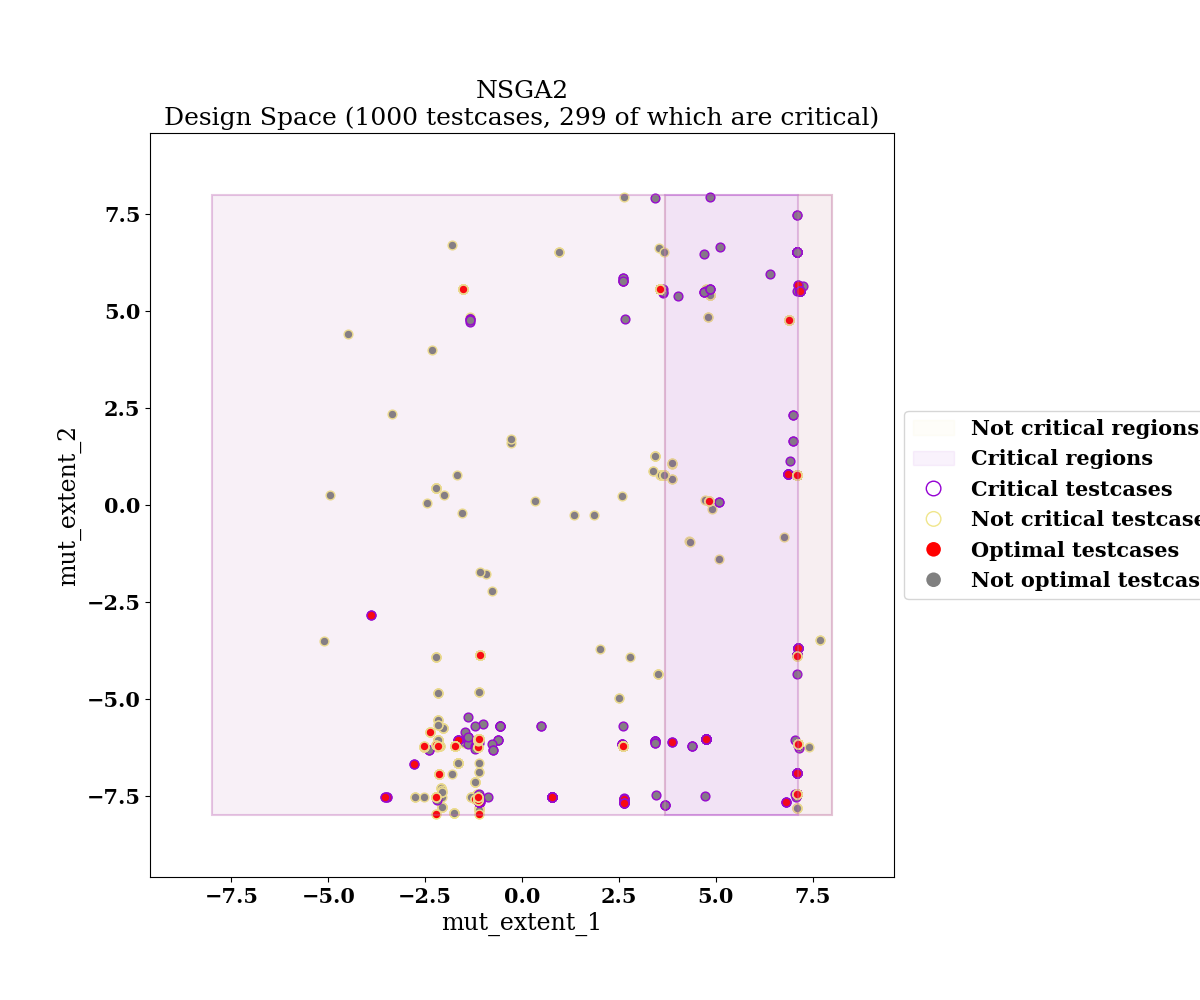 NSGA2
Design Space (1000 testcases, 299 of which are critical)
7.5
5.0
2.5
0.0
−2.5
−5.0
−7.5
mut_extent_2
−7.5 −5.0 −2.5 0.0 2.5 5.0 7.5
mut_extent_1
Not critical regions
Critical regions
Critical testcases
Not critical testcase
Optimal testcases
Not optimal testcas